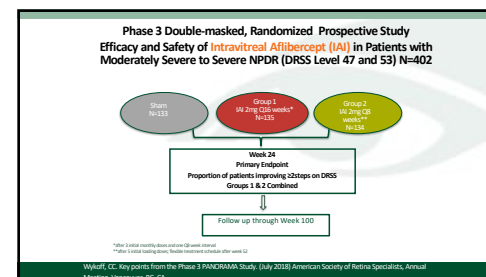 Phase 3 Double-masked, Randomized Prospective Study
Efficacy and Safety of Intravitreal Aflibercept (IAI) in Patients with
Moderately Severe to Severe NPDR (DRSS Level 47 and 53) N=402
Sham
N=133
Group 1
IAI 2mg Q16 weeks*
N=135
Group 2
IAI 2mg Q8
weeks**
N=134
Week 24
Primary Endpoint
Proportion of patients improving ≥2steps on DRSS
Groups 1 & 2 Combined
Follow up through Week 100
*after 3 initial monthly doses and one Q8 week interval
**after 5 initial loading doses; flexible treatment schedule after week 52
Wykoff, CC. Key points from the Phase 3 PANORAMA Study. (July 2018) American Society of Retina Specialists, Annual
Meeting, Vancouver, BC, CA